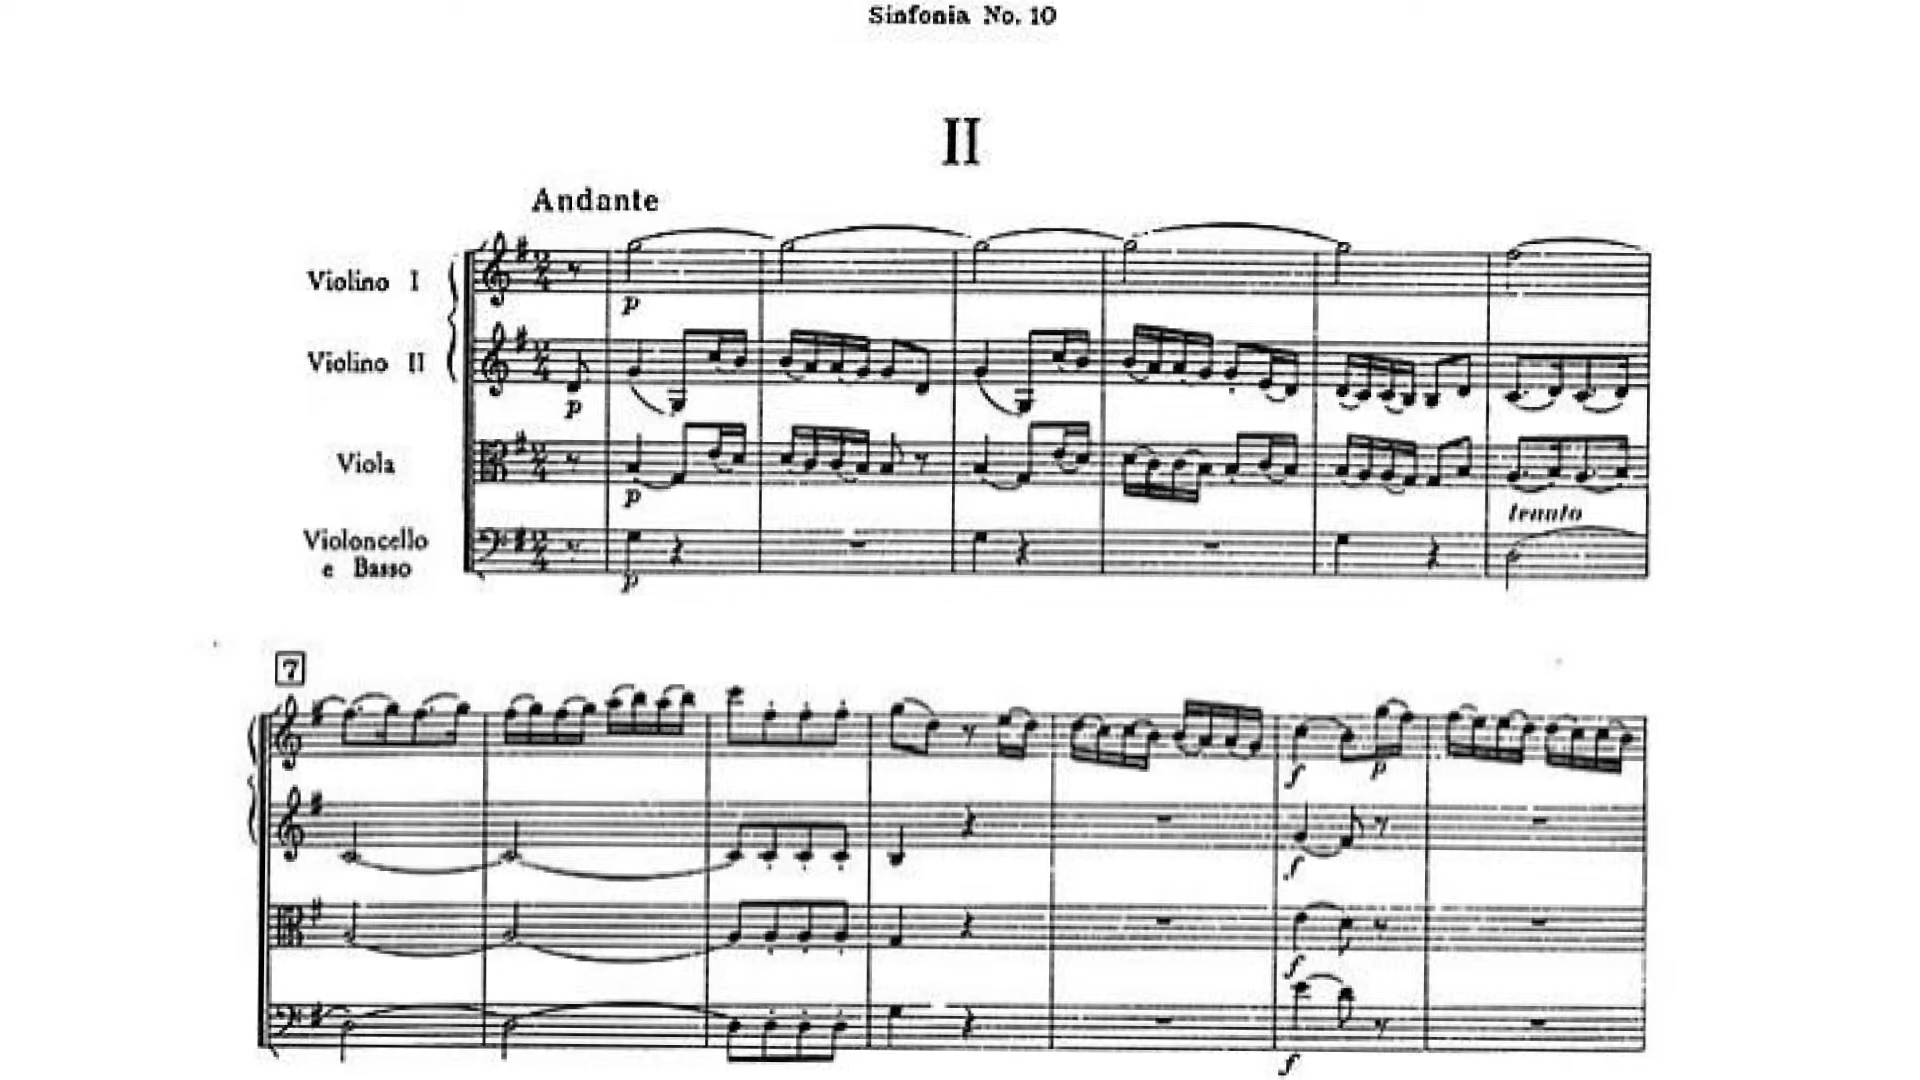 Sinfonia No. 10
II
Andante
Violino I
p
Violino II
p
Viola
p
tenuto
Violoncello
e Basso
p
7
f p
f
f
f